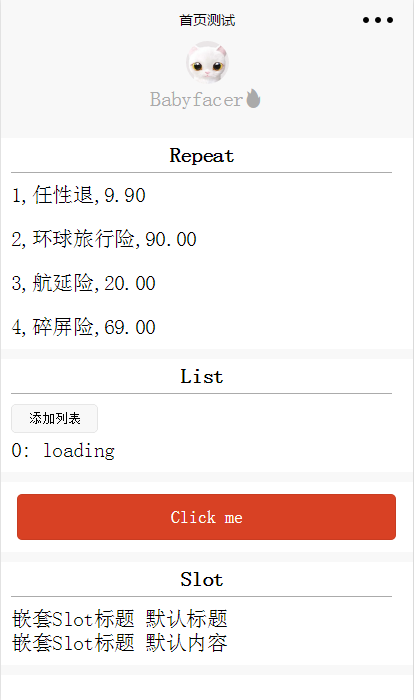 首页测试
Babyfacer
Repeat
1,任性退,9.90
2,环球旅行险,90.00
3,航延险,20.00
4,碎屏险,69.00
List
添加列表
0: loading
Click me
Slot
嵌套Slot标题 默认标题
嵌套Slot标题 默认内容